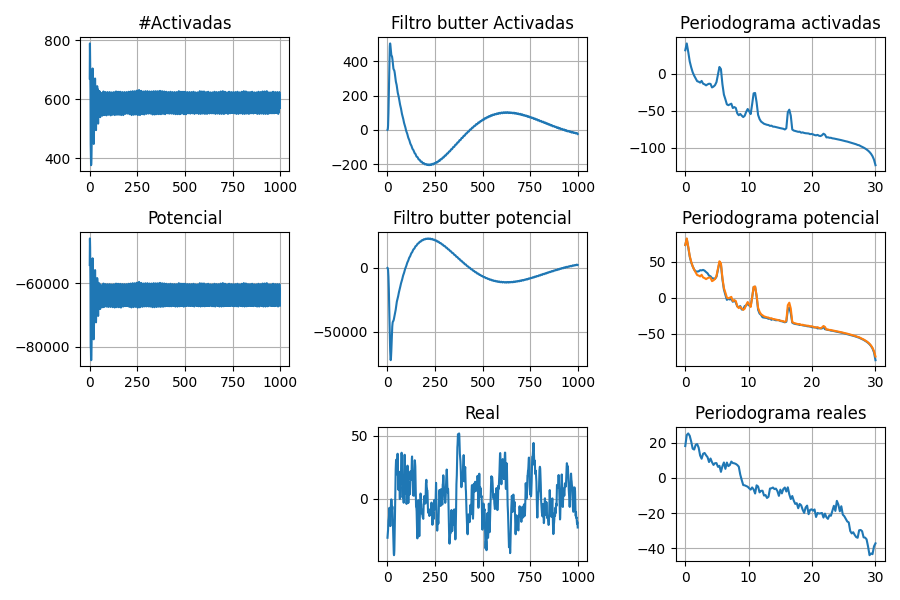 #Activadas
Filtro butter Activadas
Periodograma activadas
800
600
400
0 250 500 750 1000
400
200
0
−200
0 250 500 750 1000
0
−50
−100
0 10 20 30
Potencial
Filtro butter potencial
Periodograma potencial
−60000
−80000
0 250 500 750 1000
0
−50000
0 250 500 750 1000
50
0
−50
0 10 20 30
Real
Periodograma reales
50
0
0 250 500 750 1000
20
0
−20
−40
0 10 20 30